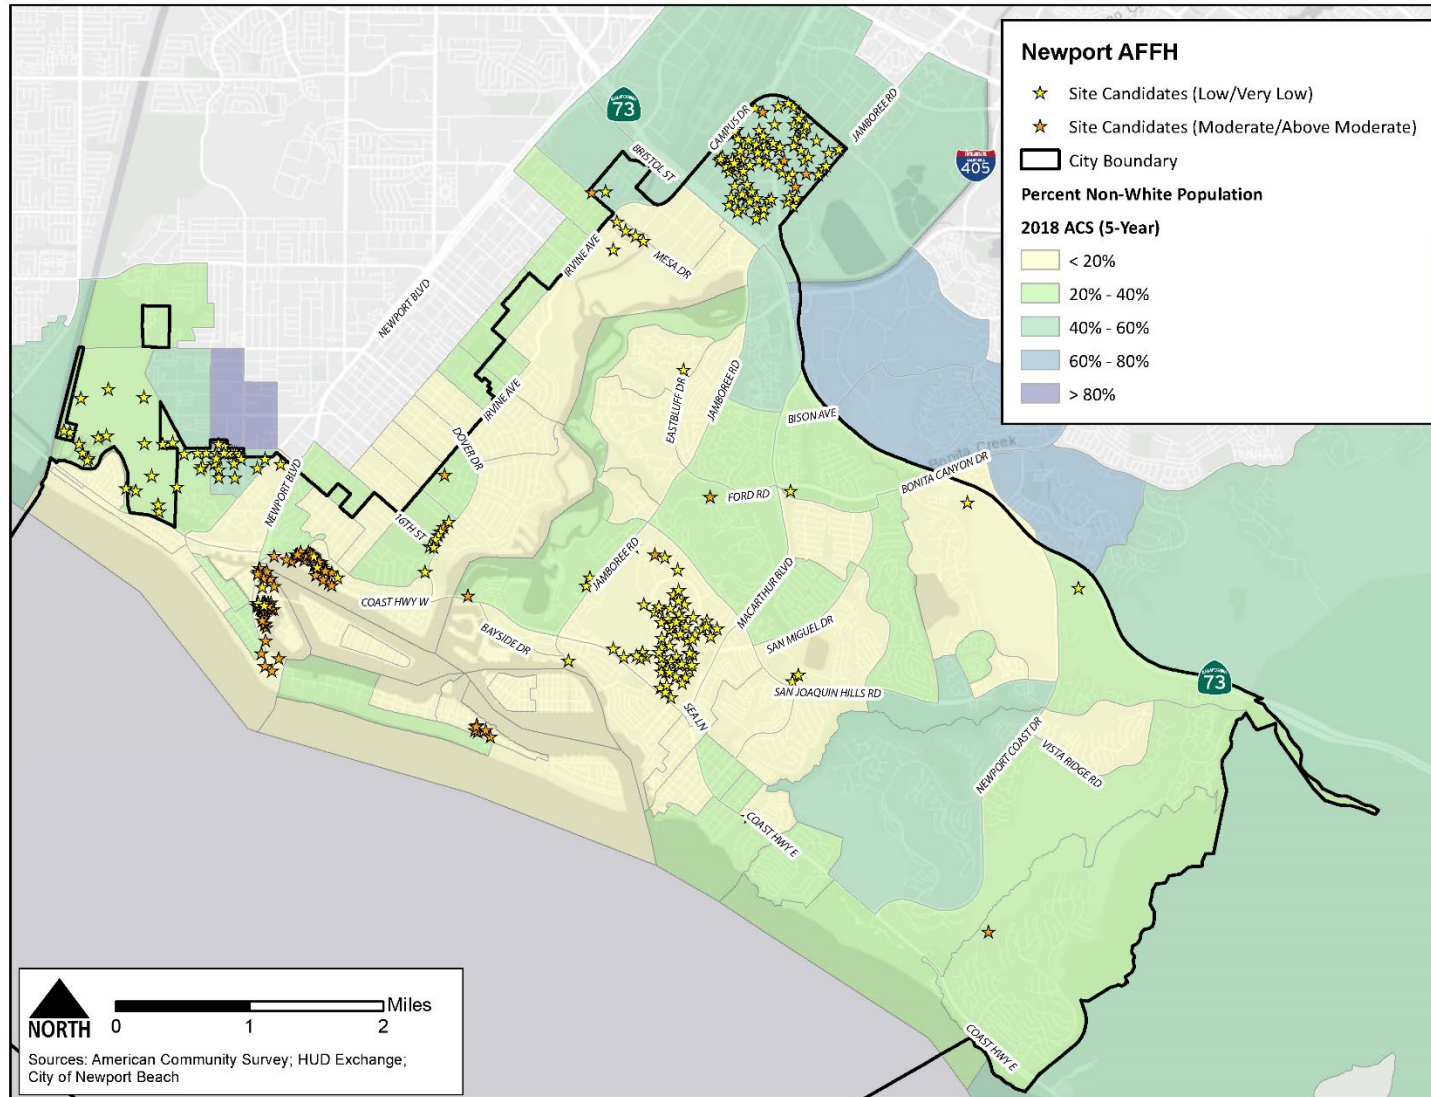 Newport AFFH
Site Candidates (Low/Very Low)
Site Candidates (Moderate/Above Moderate)
City Boundary
Percent Non-White Population
2018 ACS (5-Year)
< 20%
20% - 40%
40% - 60%
60% - 80%
> 80%
73
CAMPUS DR
JAMBOREE RD
BRISTOL ST
405
IRVINE AVE
MESA DR
NEWPORT BLVD
EASTBLUFF DR
JAMBOREE RD
BISON AVE
IRVINE AVE
DOVER DR
Bonita Creek
BONITA CANYON DR
NEWPORT BLVD
16TH ST
FORD RD
JAMBOREE RD
MACARTHUR BLVD
COAST HWY W
BAYSIDE DR
SAN MIGUEL DR
SAN JOAQUIN HILLS RD
73
SEA LN
NEWPORT COAST DR
VISTA RIDGE RD
COAST HWY E
COAST HWY E
NORTH
Miles
0 1 2
Sources: American Community Survey; HUD Exchange;
City of Newport Beach